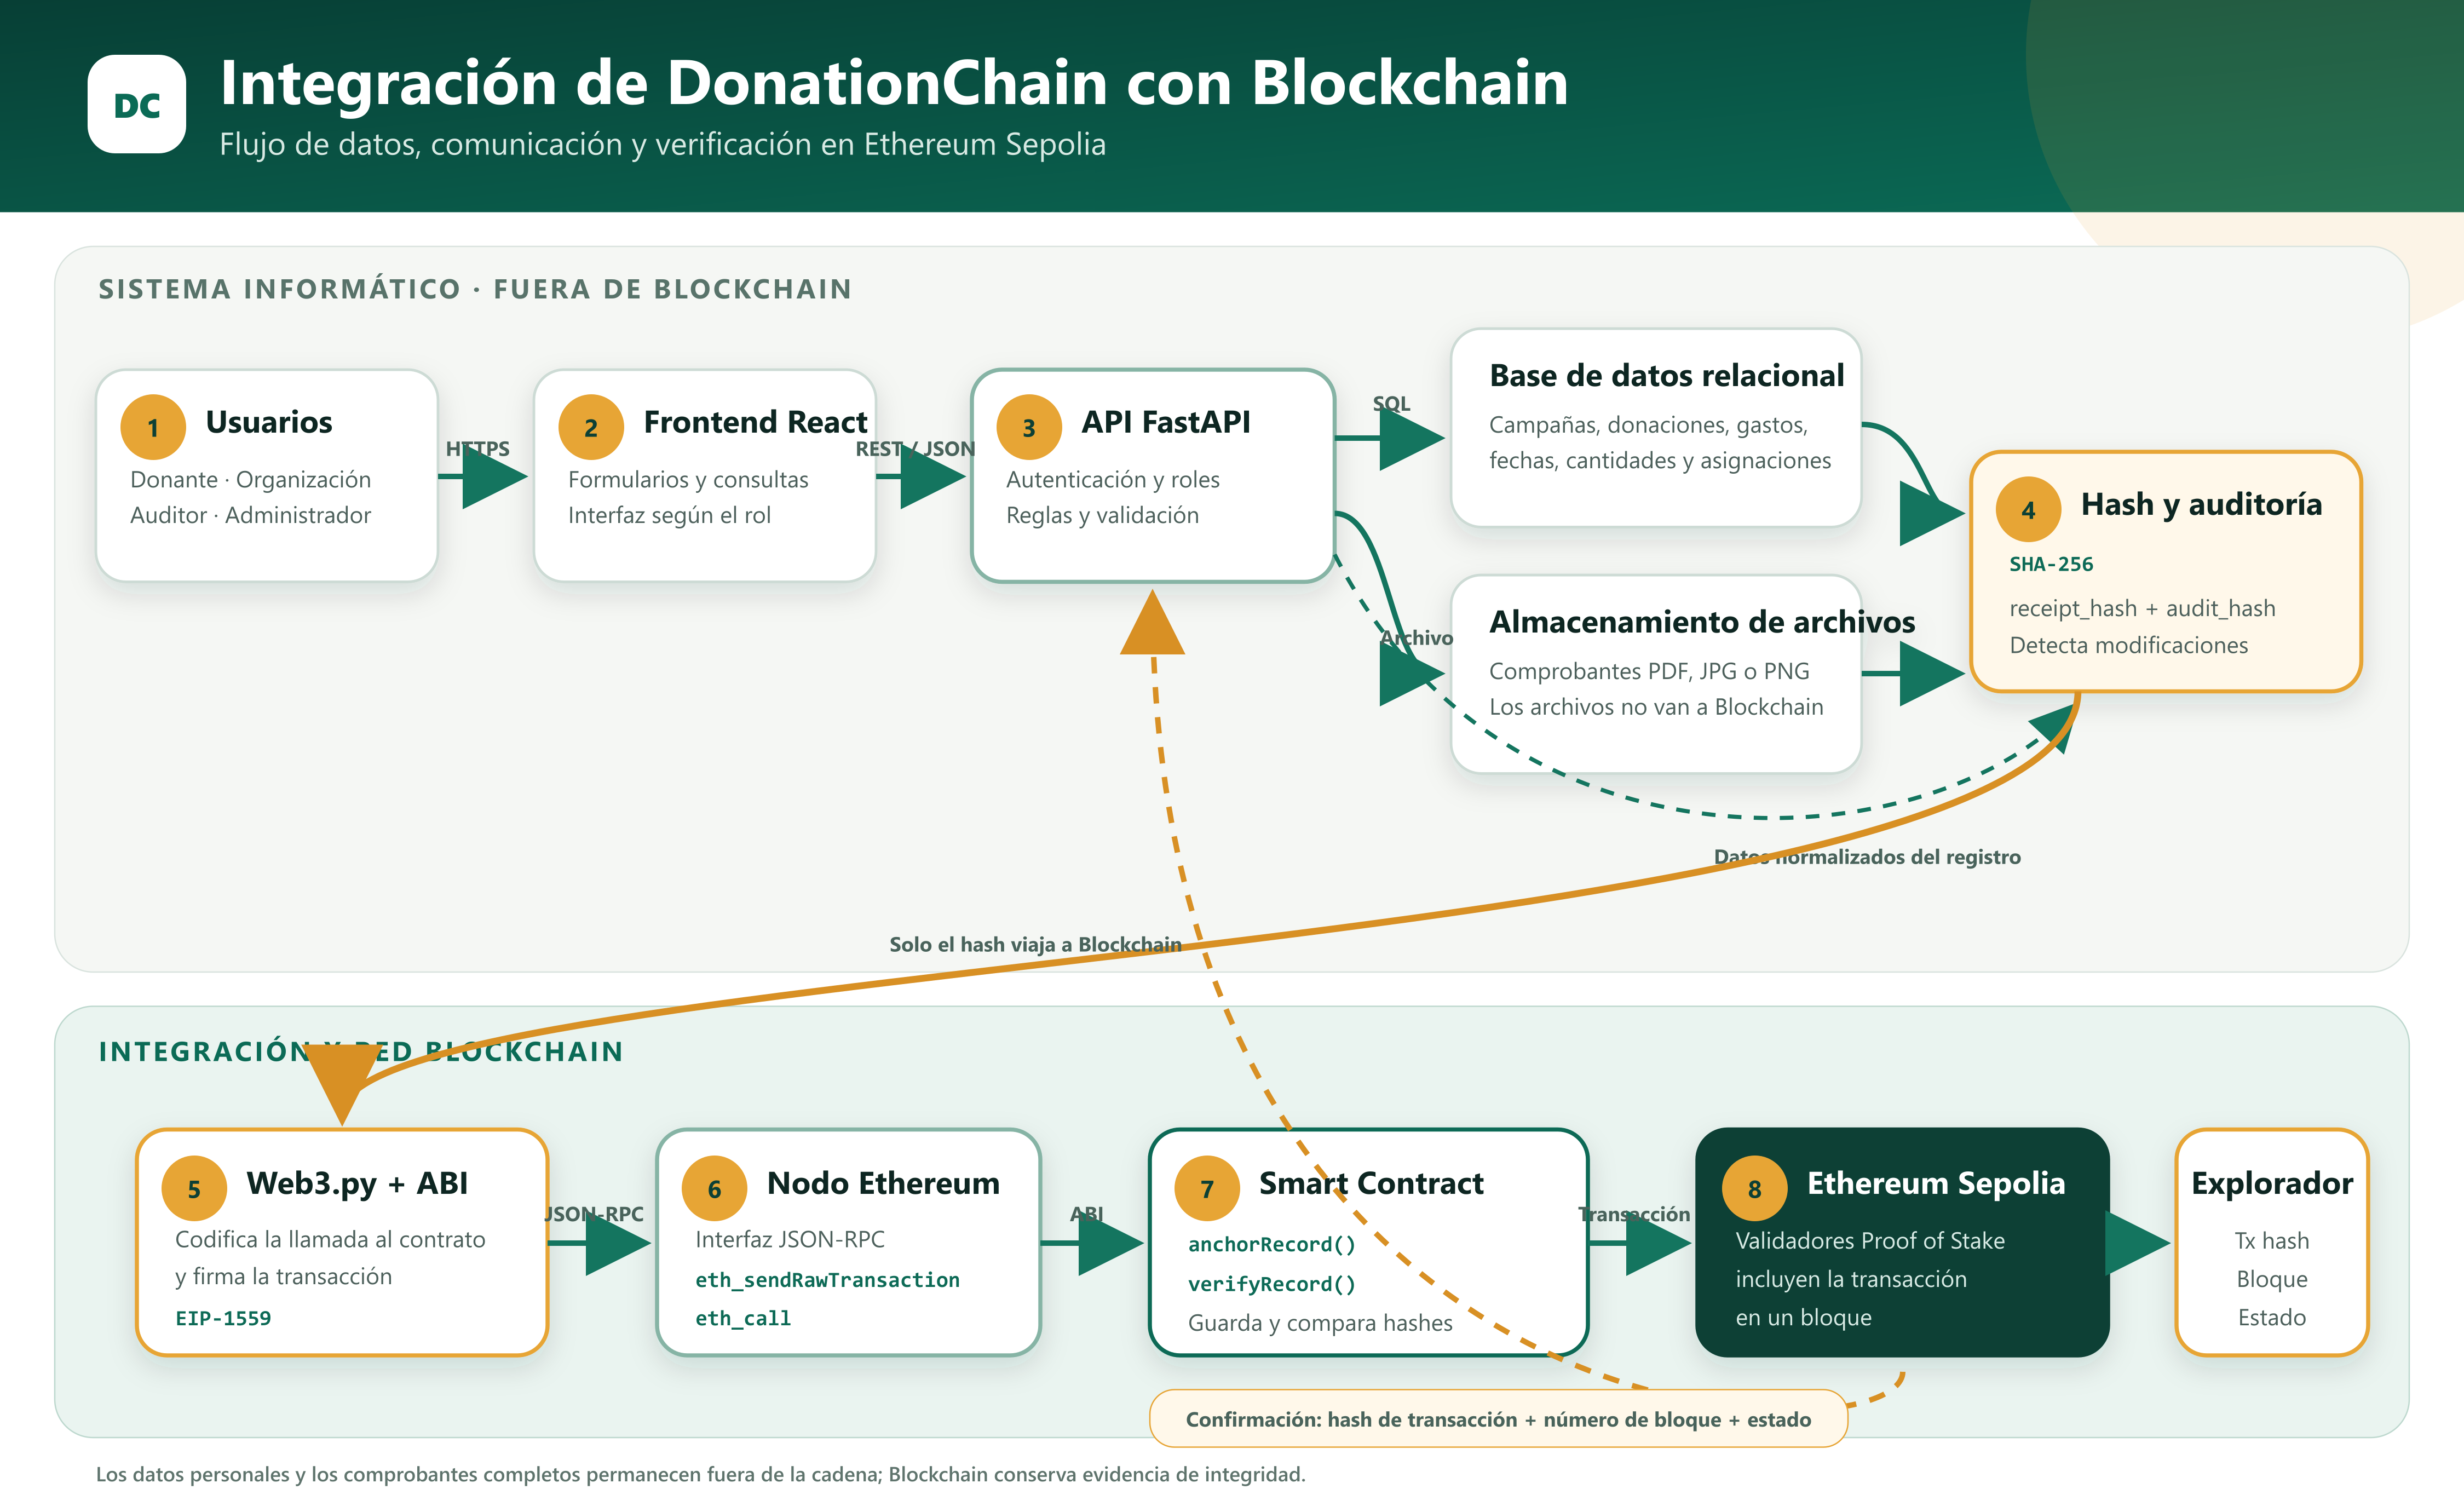 DC
Integración de DonationChain con Blockchain
Flujo de datos, comunicación y verificación en Ethereum Sepolia
SISTEMA INFORMÁTICO · FUERA DE BLOCKCHAIN
1
Usuarios
Donante · Organización
Auditor · Administrador
HTTPS
2
Frontend React
Formularios y consultas
Interfaz según el rol
REST / JSON
3
API FastAPI
Autenticación y roles
Reglas y validación
SQL
Archivo
Base de datos relacional
Campañas, donaciones, gastos,
fechas, cantidades y asignaciones
Almacenamiento de archivos
Comprobantes PDF, JPG o PNG
Los archivos no van a Blockchain
4
Hash y auditoría
SHA-256
receipt_hash + audit_hash
Detecta modificaciones
Datos normalizados del registro
Solo el hash viaja a Blockchain
INTEGRACIÓN Y RED BLOCKCHAIN
5
Web3.py + ABI
Codifica la llamada al contrato
y firma la transacción
EIP-1559
JSON-RPC
6
Nodo Ethereum
Interfaz JSON-RPC
eth_sendRawTransaction
eth_call
ABI
7
Smart Contract
anchorRecord()
verifyRecord()
Guarda y compara hashes
Transacción
8
Ethereum Sepolia
Validadores Proof of Stake
incluyen la transacción
en un bloque
Explorador
Tx hash
Bloque
Estado
Confirmación: hash de transacción + número de bloque + estado
Los datos personales y los comprobantes completos permanecen fuera de la cadena; Blockchain conserva evidencia de integridad.